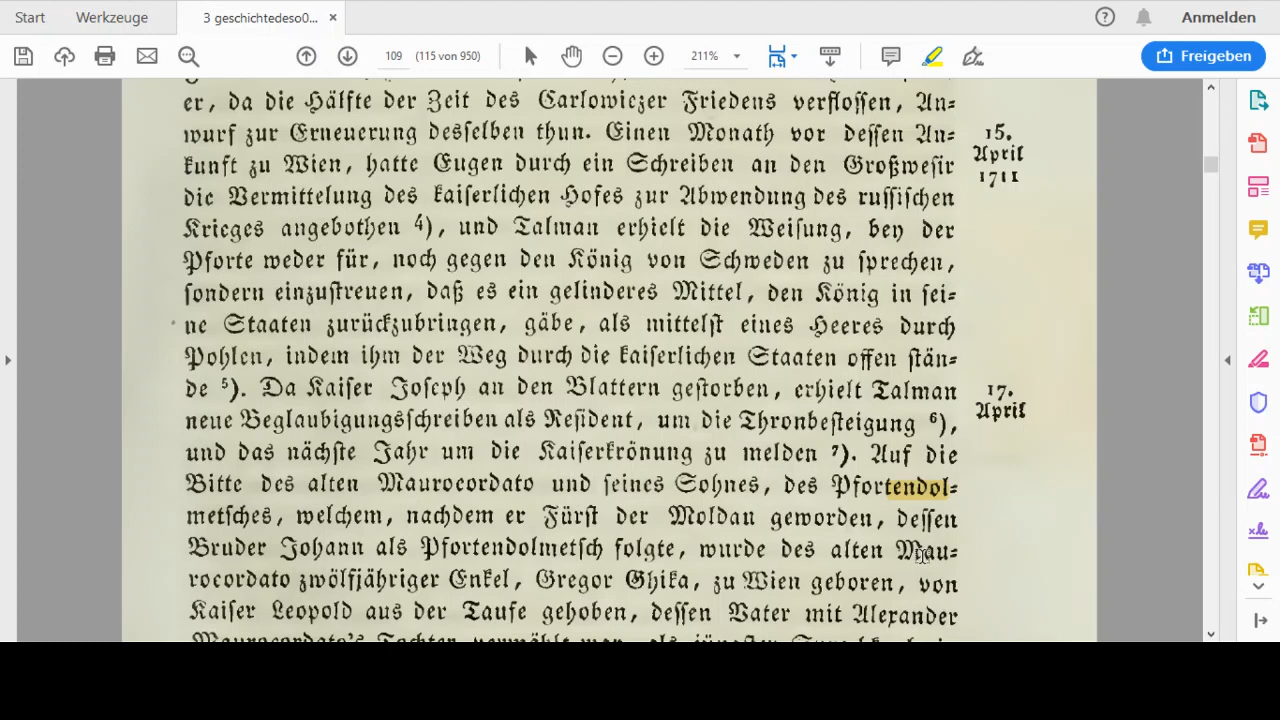 Start
Werkzeuge
3 geschichtedeso0...
×
?
Anmelden
109
(115 von 950)
211%
Freigeben
er, da die Hälfte der Zeit des Carlowiczer Friedens verflossen, An=
wurf zur Erneuerung desselben thun. Einen Monath vor dessen An=
kunft zu Wien, hatte Eugen durch ein Schreiben an den Großwesir
die Vermittelung des kaiserlichen Hofes zur Abwendung des russischen
Krieges angebothen 4), und Talman erhielt die Weisung, bey der
Pforte weder für, noch gegen den König von Schweden zu sprechen,
sondern einzustreuen, daß es ein gelinderes Mittel, den König in sei=
ne Staaten zurückzubringen, gäbe, als mittelst eines Heeres durch
Pohlen, indem ihm der Weg durch die kaiserlichen Staaten offen stän=
de 5). Da Kaiser Joseph an den Blattern gestorben, erhielt Talman
neue Beglaubigungsschreiben als Resident, um die Thronbesteigung 6),
und das nächste Jahr um die Kaiserkrönung zu melden 7). Auf die
Bitte des alten Maurocordato und seines Sohnes, des Pfortendol=
metsches, welchem, nachdem er Fürst der Moldau geworden, dessen
Bruder Johann als Pfortendolmetsch folgte, wurde des alten Mau=
rocordato zwölfjähriger Enkel, Gregor Ghika, zu Wien geboren, von
Kaiser Leopold aus der Taufe gehoben, dessen Vater mit Alexander
15.
April
1711
17.
April